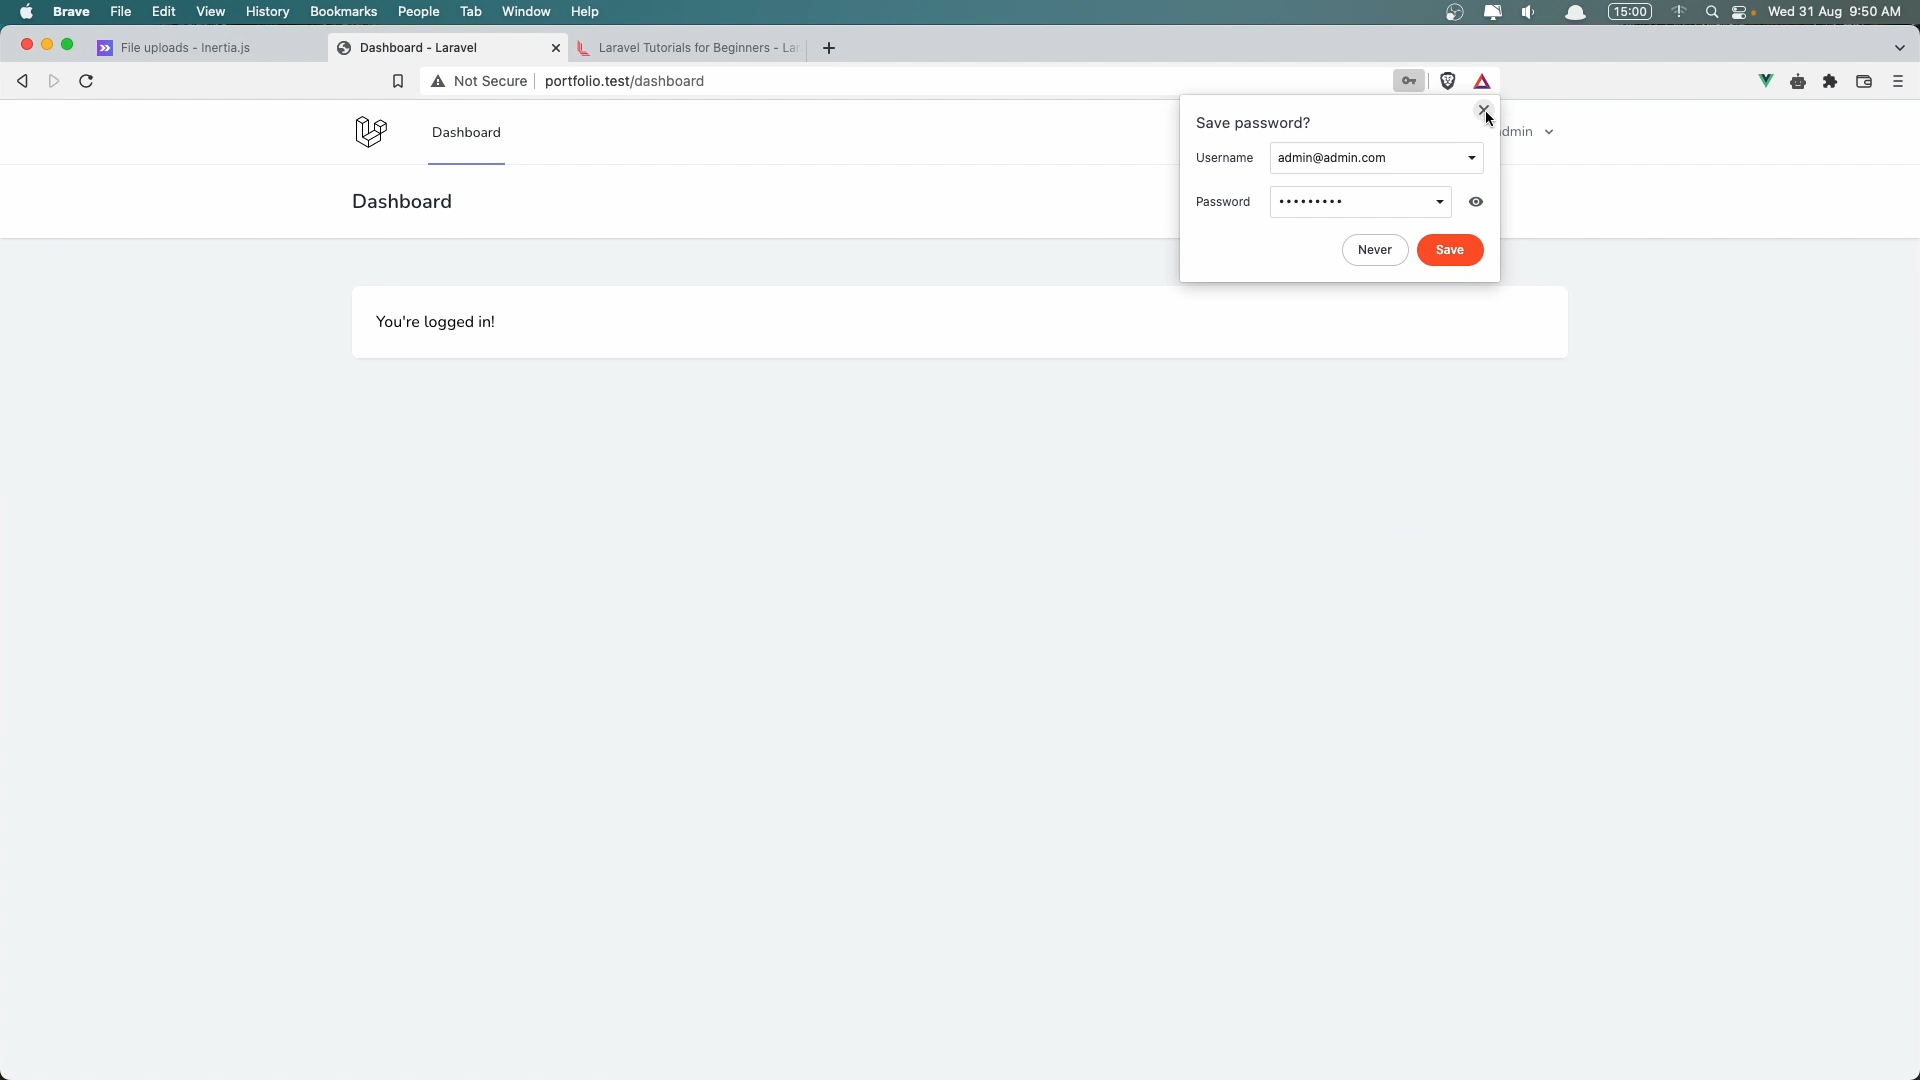 Brave File Edit View History Bookmarks People Tab Window Help 15:00 Wed 31 Aug 9:50 AM
File uploads - Inertia.js Dashboard - Laravel Laravel Tutorials for Beginners - La
Not Secure portfolio.test/dashboard
Dashboard
dmin
Save password?
Username admin@admin.com
Password •••••••••
Never Save
Dashboard
You're logged in!